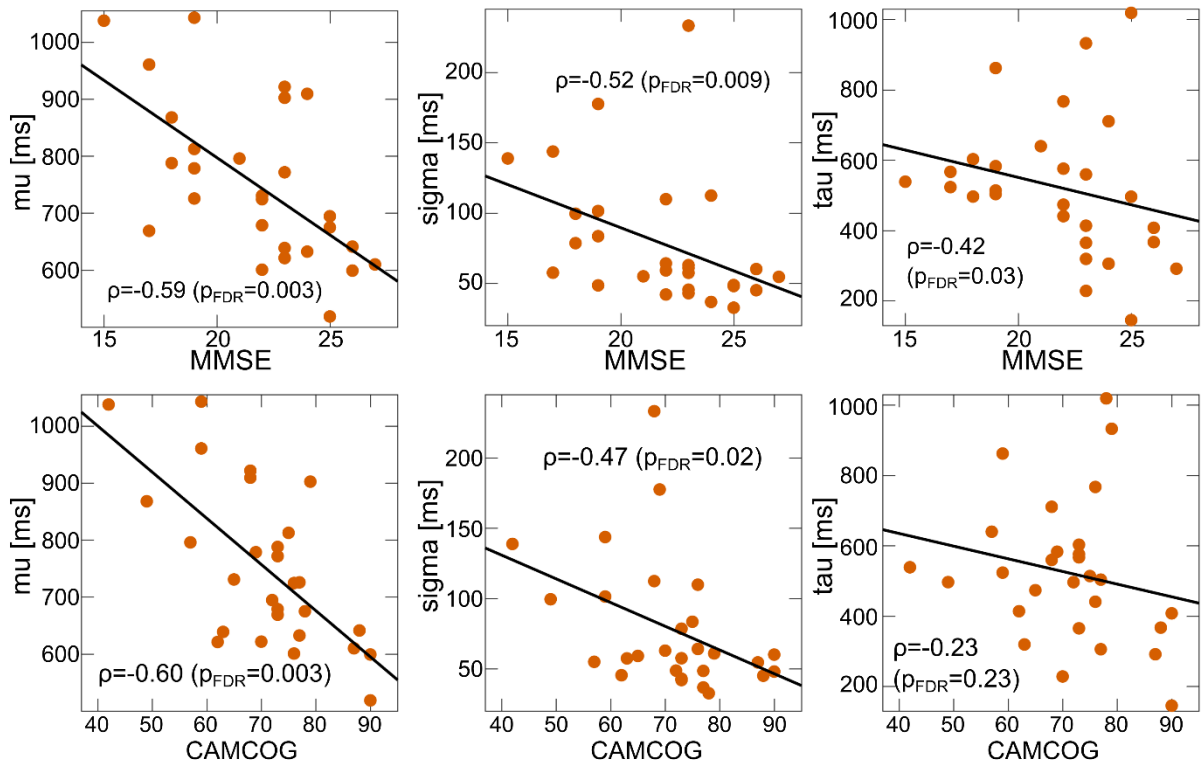 1000
900
800
700
600
mu [ms]
ρ=-0.59 (pFDR=0.003)
15
20
25
MMSE
200
150
100
50
sigma [ms]
ρ=-0.52 (pFDR=0.009)
15
20
25
MMSE
1000
800
600
400
200
tau [ms]
ρ=-0.42
(pFDR=0.03)
15
20
25
MMSE
1000
900
800
700
600
mu [ms]
ρ=-0.60 (pFDR=0.003)
40
50
60
70
80
90
CAMCOG
200
150
100
50
sigma [ms]
ρ=-0.47 (pFDR=0.02)
40
50
60
70
80
90
CAMCOG
1000
800
600
400
200
tau [ms]
ρ=-0.23
(pFDR=0.23)
40
50
60
70
80
90
CAMCOG